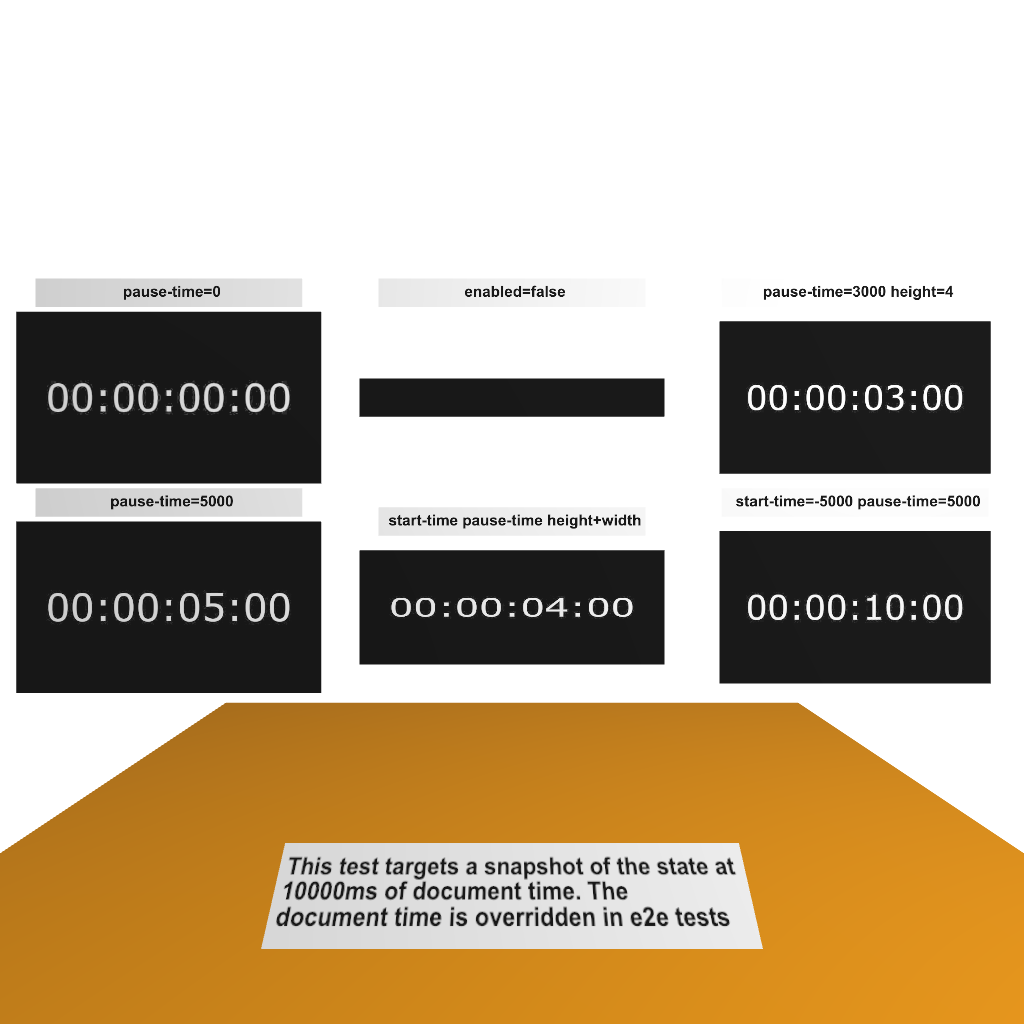 pause-time=0
enabled=false
pause-time=3000 height=4
00:00:00:00
00:00:03:00
pause-time=5000
start-time pause-time height+width
start-time=-5000 pause-time=5000
00:00:05:00
00:00:04:00
00:00:10:00
This test targets a snapshot of the state at
10000ms of document time. The
document time is overridden in e2e tests